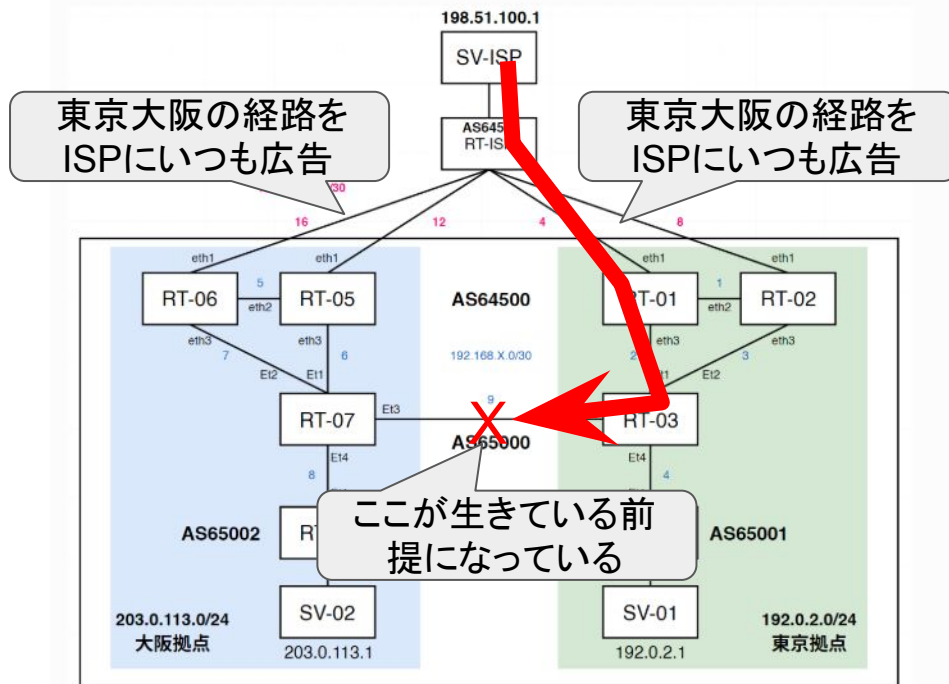 198.51.100.1
SV-ISP
東京大阪の経路を
ISPにいつも広告
東京大阪の経路を
ISPにいつも広告
AS645
RT-IS
/30
16
12
4
8
eth1
eth1
eth1
eth1
RT-06
5
eth2
RT-05
AS64500
RT-01
1
eth2
RT-02
eth3
7
eth3
6
192.168.X.0/30
eth3
2
eth3
3
Et2
Et1
t1
Et2
RT-07
Et3
9
X
RT-03
AS65000
Et4
8
Et4
4
ここが生きている前
提になっている
AS65002
AS65001
SV-02
SV-01
203.0.113.0/24
大阪拠点
203.0.113.1
192.0.2.1
192.0.2.0/24
東京拠点